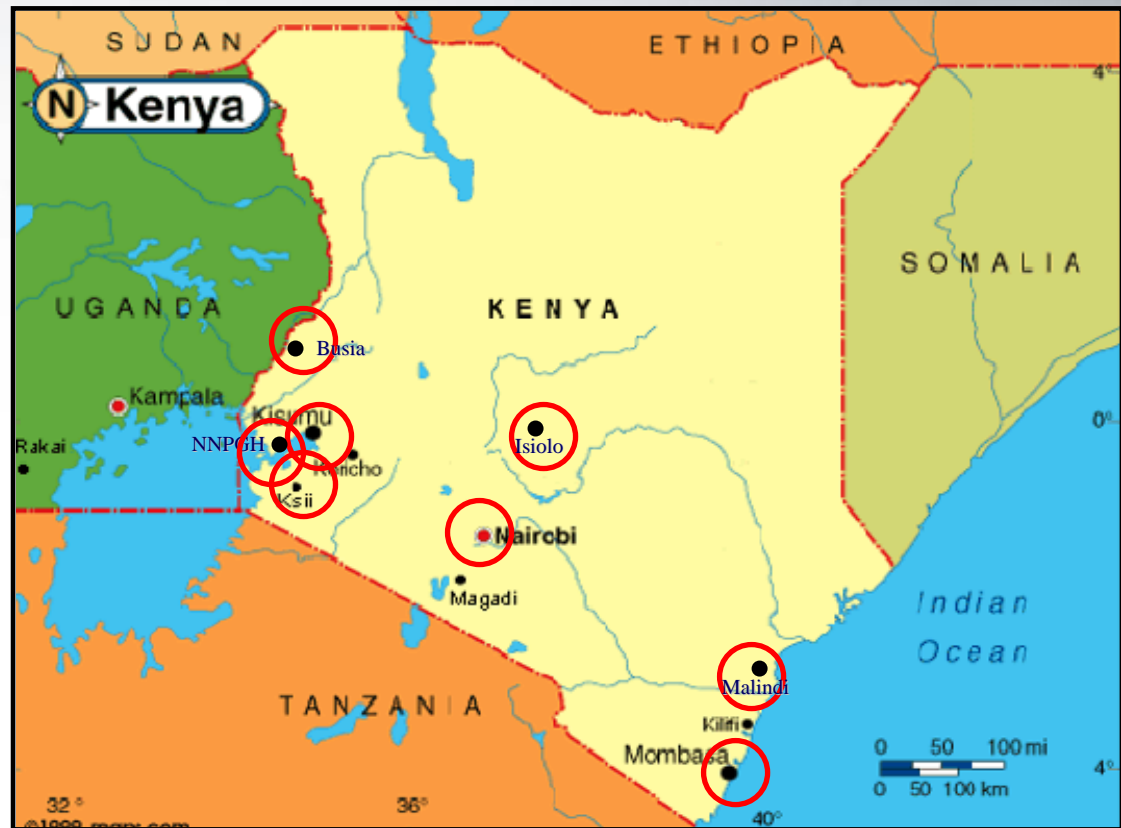 SUDAN
ETHIOPIA
4°
N Kenya
SOMALIA
UGANDA
KENYA
Busia
Kampala
Kisumu
0°
NNPGH
Isiolo
Rakai
Kericho
Ksii
Nairobi
Magadi
Indian
Ocean
Malindi
TANZANIA
Kilifi
Mombasa
0 50 100 mi
0 50 100 km
4°
32°
36°
40°